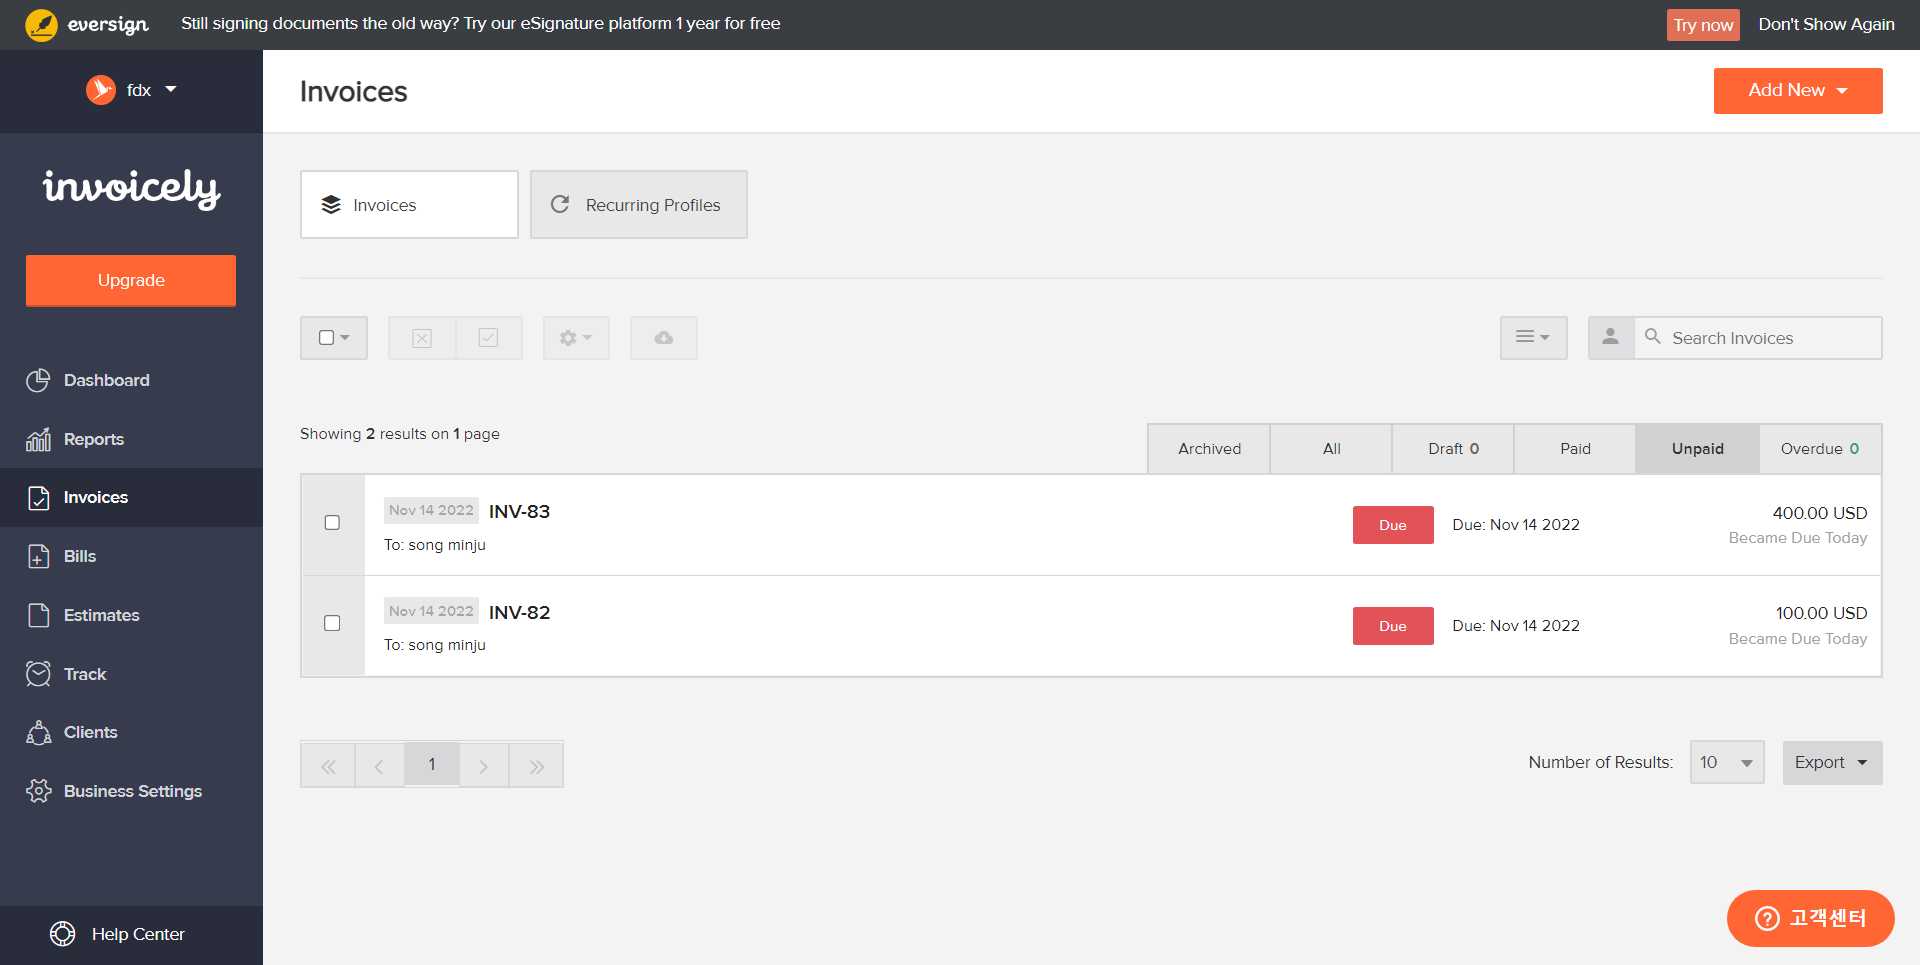 eversign Still signing documents the old way? Try our eSignature platform 1 year for free Try now Don't Show Again
fdx
Invoices
Add New
invoicely
Upgrade
Dashboard
Reports
Invoices
Bills
Estimates
Track
Clients
Business Settings
Help Center
Invoices
Recurring Profiles
Search Invoices
Showing 2 results on 1 page
Archived All Draft 0 Paid Unpaid Overdue 0
Nov 14 2022 INV-83
To: song minju
Due Due: Nov 14 2022
400.00 USD
Became Due Today
Nov 14 2022 INV-82
To: song minju
Due Due: Nov 14 2022
100.00 USD
Became Due Today
1
Number of Results: 10 Export
고객센터